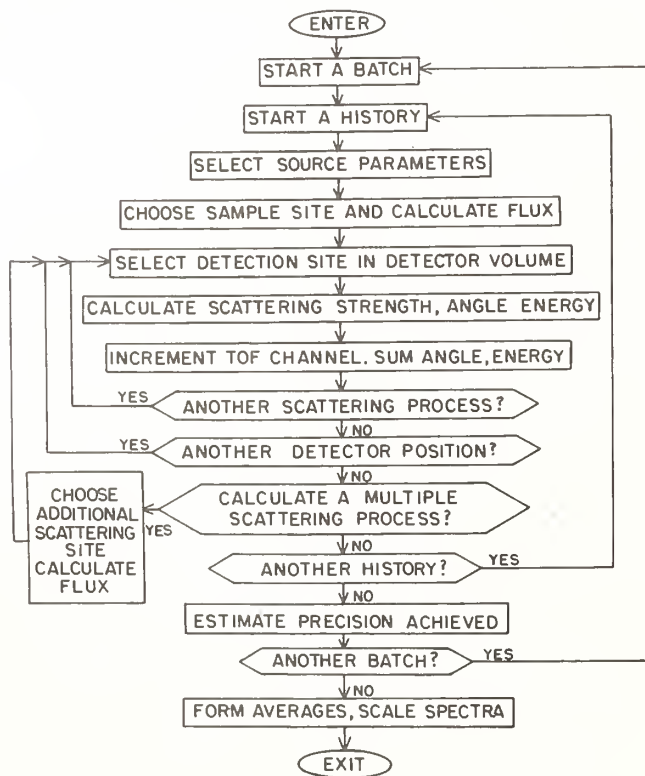 ENTER
START A BATCH
START A HISTORY
SELECT SOURCE PARAMETERS
CHOOSE SAMPLE SITE AND CALCULATE FLUX
SELECT DETECTION SITE IN DETECTOR VOLUME
CALCULATE SCATTERING STRENGTH, ANGLE ENERGY
INCREMENT TOF CHANNEL. SUM ANGLE, ENERGY
YES
ANOTHER SCATTERING PROCESS?
NO
YES
ANOTHER DETECTOR POSITION?
NO
CHOOSE
ADDITIONAL
SCATTERING
SITE
CALCULATE
FLUX
YES
CALCULATE A MULTIPLE
SCATTERING PROCESS?
NO
ANOTHER HISTORY?
YES
NO
ESTIMATE PRECISION ACHIEVED
ANOTHER BATCH?
YES
NO
FORM AVERAGES, SCALE SPECTRA
EXIT